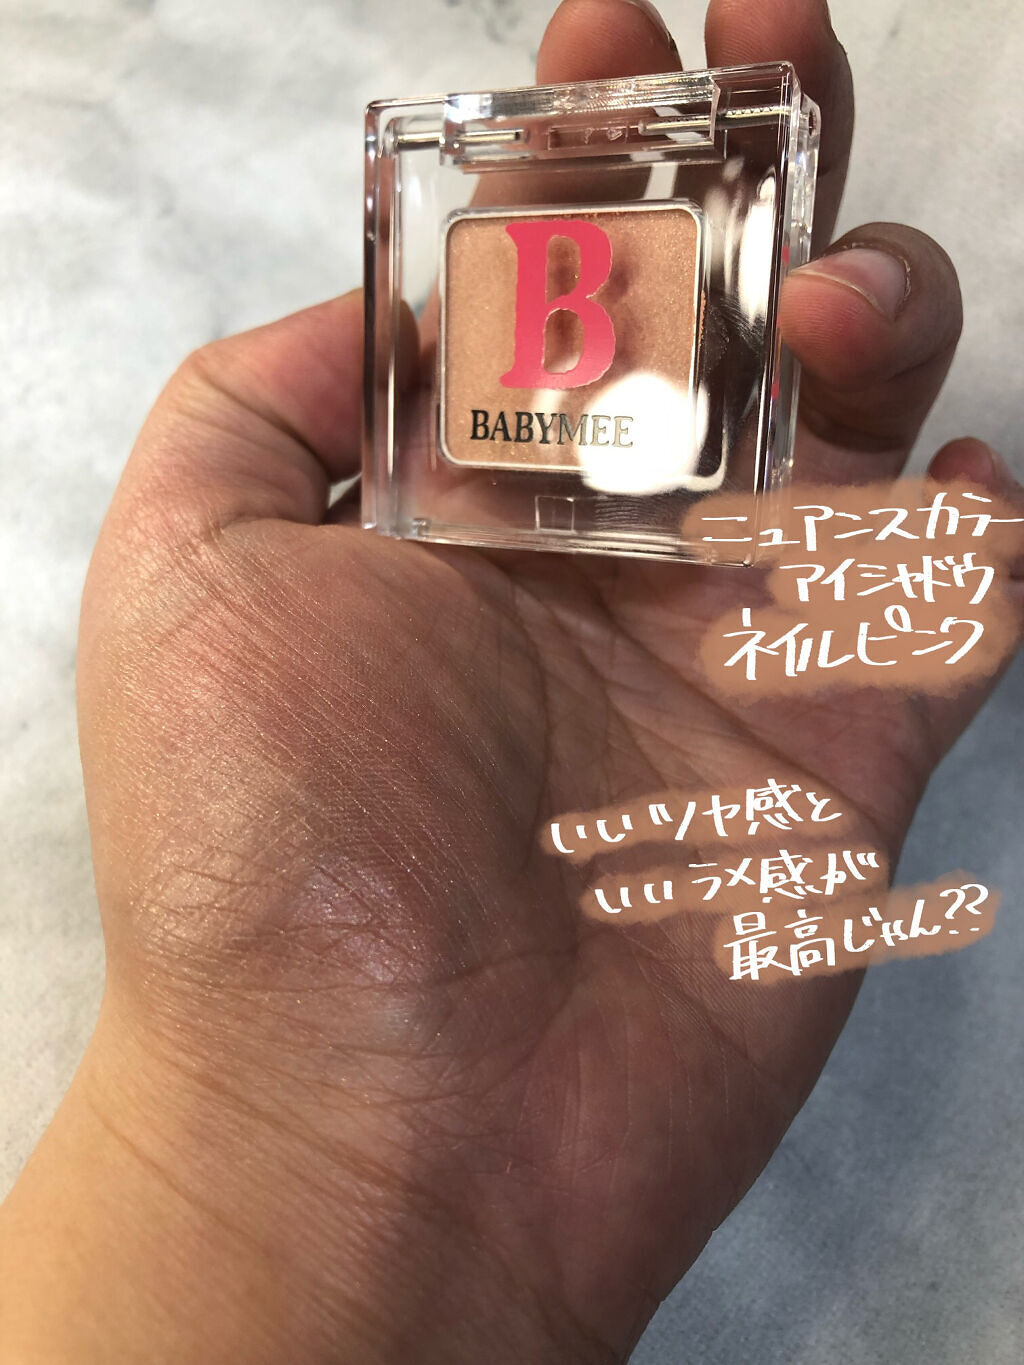 B
BABYMEE
ニュアンスカラー
アイシャドウ
ネイルピンク
いいツヤ感と
いいラメ感が
最高じゃん??